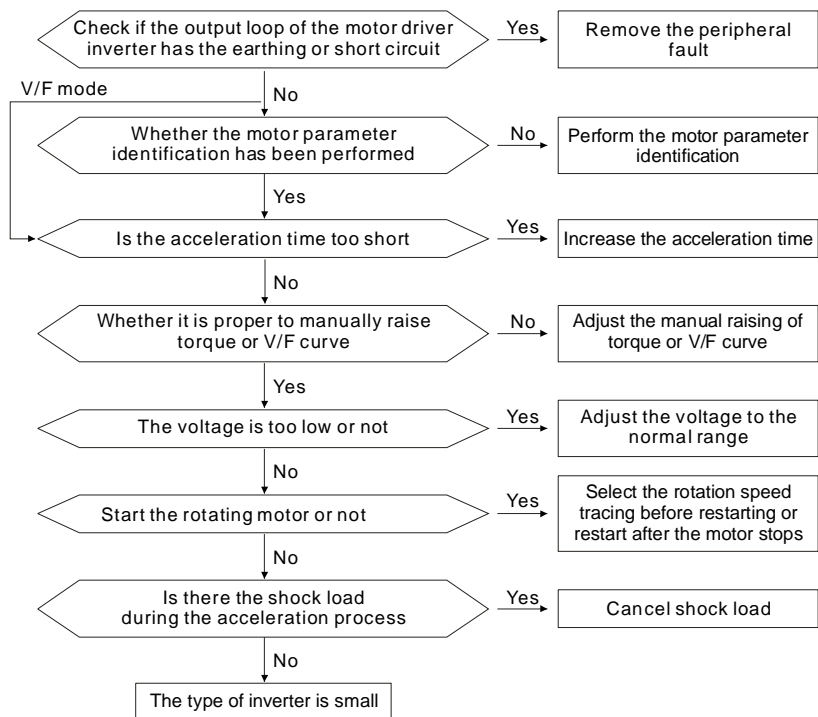 Check if the output loop of the motor driver
inverter has the earthing or short circuit
Yes
Remove the peripheral
fault
V/F mode
No
Whether the motor parameter
identification has been performed
No
Perform the motor parameter
identification
Yes
Is the acceleration time too short
Yes
Increase the acceleration time
No
Whether it is proper to manually raise
torque or V/F curve
No
Adjust the manual raising of
torque or V/F curve
Yes
The voltage is too low or not
Yes
Adjust the voltage to the
normal range
No
Start the rotating motor or not
Yes
Select the rotation speed
tracing before restarting or
restart after the motor stops
No
Is there the shock load
during the acceleration process
Yes
Cancel shock load
No
The type of inverter is small